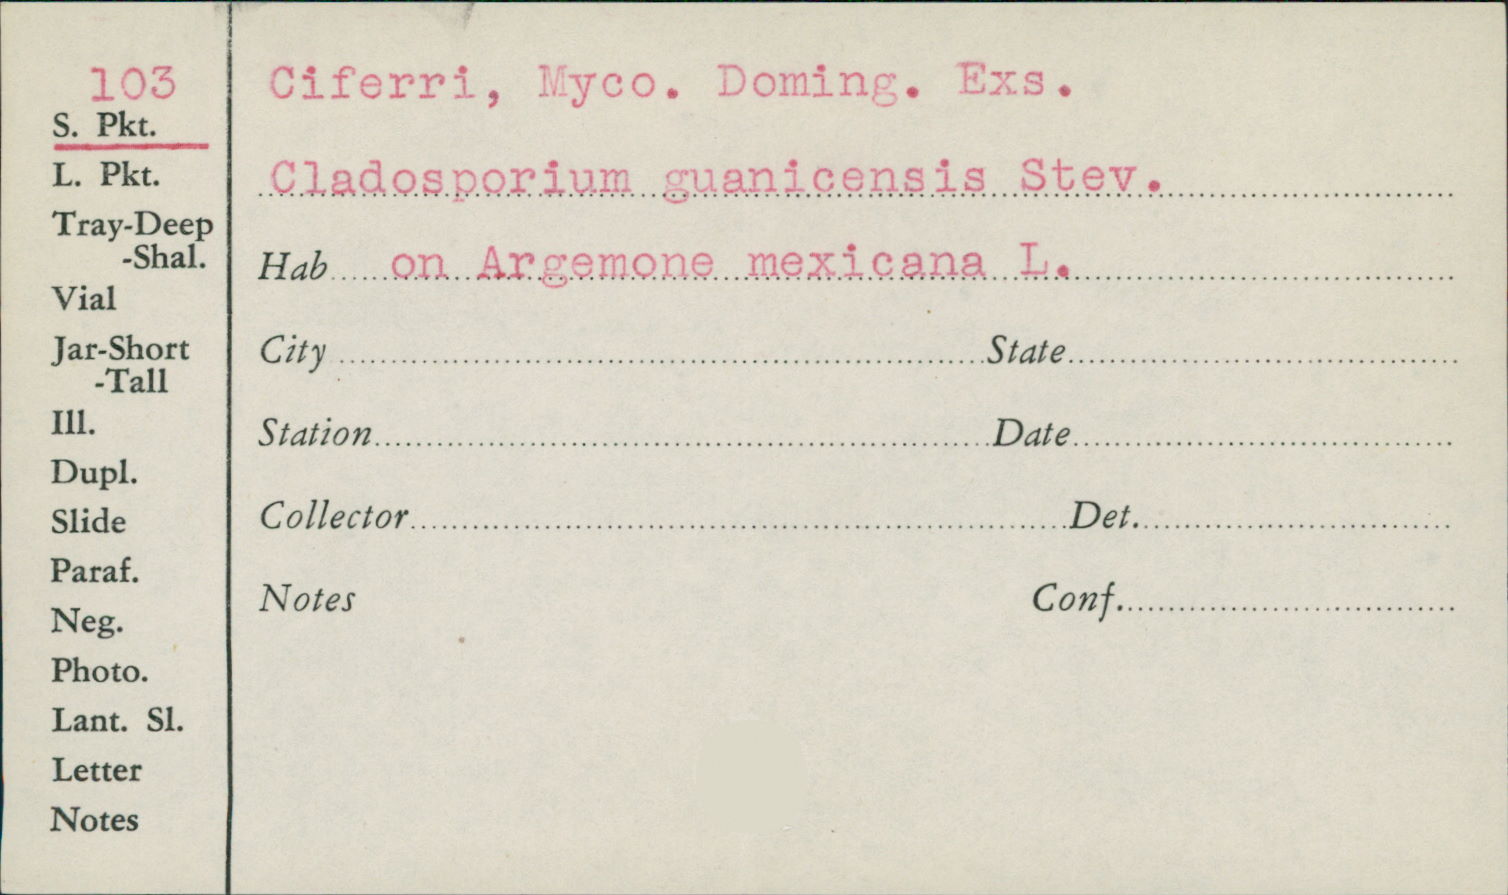 103
S. Pkt.
L. Pkt.
Tray-Deep
-Shal.
Vial
Jar-Short
-Tall
Ill.
Dupl.
Slide
Paraf.
Neg.
Photo.
Lant. Sl.
Letter
Notes
Ciferri, Myco. Doming. Exs.
Cladosporium guanicensis Stev.
Hab on Argemone mexicana L.
City State
Station Date
Collector Det.
Notes Conf.